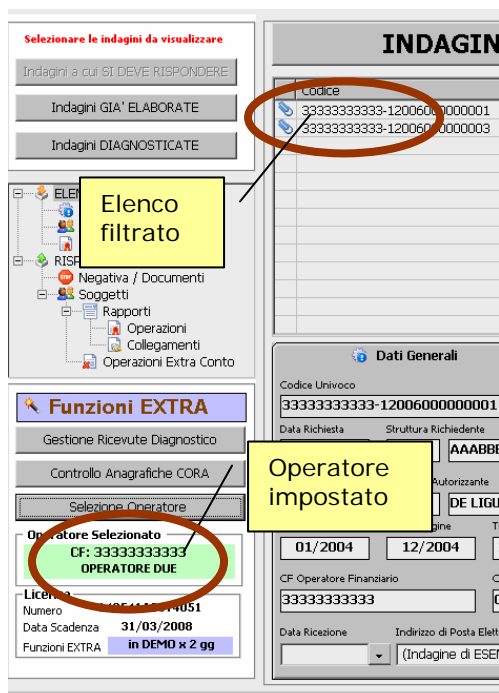 Selezionare le indagini da visualizzare
Indagini a cui SI DEVE RISPONDERE
Indagini GIA' ELABORATE
Indagini DIAGNOSTICATE
INDAGIN
Codice
33333333333-12006000000001
33333333333-12006000000003
Elenco
filtrato
Negativa / Documenti
Soggetti
Rapporti
Operazioni
Collegamenti
Operazioni Extra Conto
Funzioni EXTRA
Gestione Ricevute Diagnostico
Controllo Anagrafiche CORA
Selezione Operatore
Operatore Selezionato
CF: 33333333333
OPERATORE DUE
Licenza
Numero
Data Scadenza 31/03/2008
Funzioni EXTRA in DEMO x 2 gg
Operatore
impostato
Dati Generali
Codice Univoco
33333333333-12006000000001
Data Richiesta Struttura Richiedente
AAABBB
Autorizzante
DE LIGU
01/2004 12/2004
CF Operatore Finanziario
33333333333
Data Ricezione Indirizzo di Posta Elett
(Indagine di ESEM